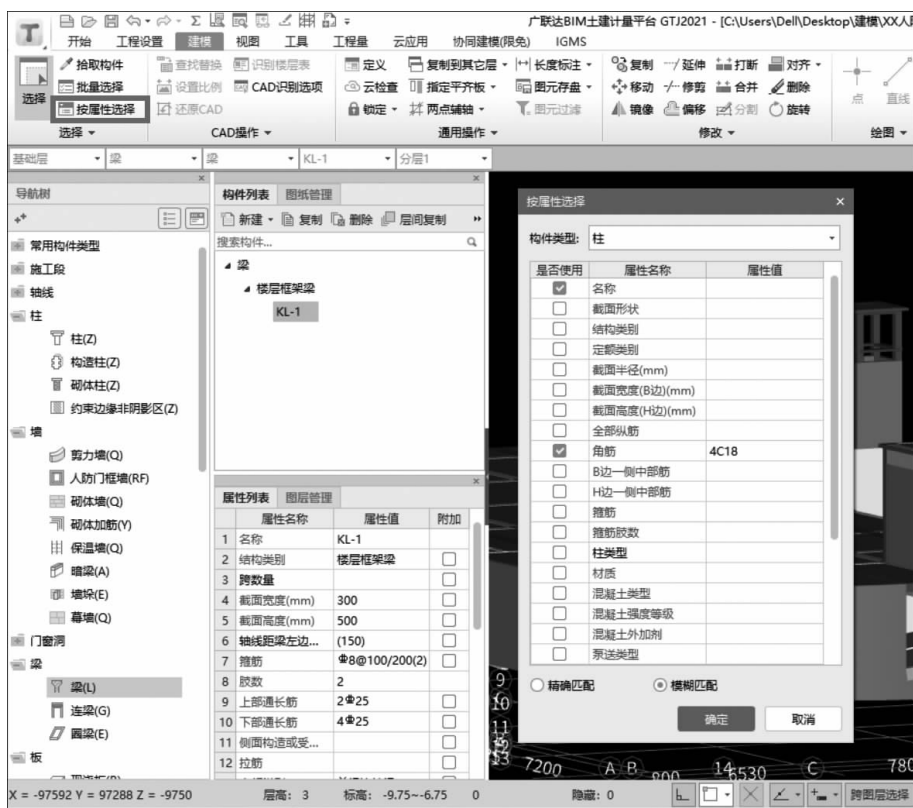 广联达BIM土建计量平台 GTJ2021 - [C:\Users\Dell\Desktop\建模\XX人民
开始 工程设置 建模 视图 工具 工程量 云应用 协同建模(限免) IGMS
选择
拾取构件
批量选择
按属性选择
选择
查找替换 识别楼层表
设置比例 CAD识别选项
还原CAD
CAD操作
定义 复制到其它层 长度标注
云检查 指定平齐板 图元存盘
锁定 两点辅轴 图元过滤
通用操作
复制 延伸 打断 对齐
移动 修剪 合并 删除
镜像 偏移 分割 旋转
修改
点 直线
绘图
基础层 梁 梁 KL-1 分层1
导航树
常用构件类型
施工段
轴线
柱
柱(Z)
构造柱(Z)
砌体柱(Z)
约束边缘非阴影区(Z)
墙
剪力墙(Q)
人防门框墙(RF)
砌体墙(Q)
砌体加筋(Y)
保温墙(Q)
暗梁(A)
墙垛(E)
幕墙(Q)
门窗洞
梁
梁(L)
连梁(G)
圈梁(E)
板
构件列表 图纸管理
新建 复制 删除 层间复制
搜索构件...
梁
楼层框架梁
KL-1
属性列表 图层管理
属性名称 属性值 附加
1 名称 KL-1
2 结构类别 楼层框架梁
3 跨数量
4 截面宽度(mm) 300
5 截面高度(mm) 500
6 轴线距梁左边... (150)
7 箍筋 Φ8@100/200(2)
8 肢数 2
9 上部通长筋 2Φ25
10 下部通长筋 4Φ25
11 侧面构造或受...
12 拉筋
按属性选择
构件类型: 柱
是否使用 属性名称 属性值
名称
截面形状
结构类别
定额类别
截面半径(mm)
截面宽度(B边)(mm)
截面高度(H边)(mm)
全部纵筋
角筋 4C18
B边一侧中部筋
H边一侧中部筋
箍筋
箍筋肢数
柱类型
材质
混凝土类型
混凝土强度等级
混凝土外加剂
泵送类型
精确匹配 模糊匹配
确定 取消
9
10
11
13
7200 A B 800 14 6530 C 780
X = -97592 Y = 97288 Z = -9750 层高: 3 标高: -9.75~-6.75 0 隐藏: 0 跨图层选择